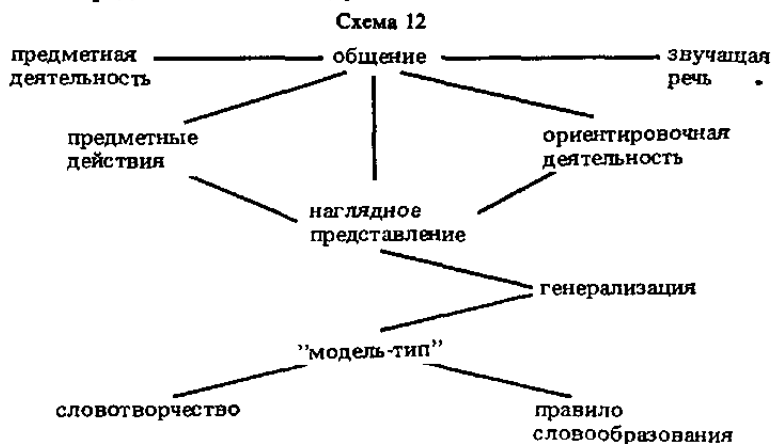 Схема 12
предметная деятельность
общение
звучащая речь
предметные действия
ориентировочная деятельность
наглядное представление
генерализация
"модель-тип"
словотворчество
правило словообразования